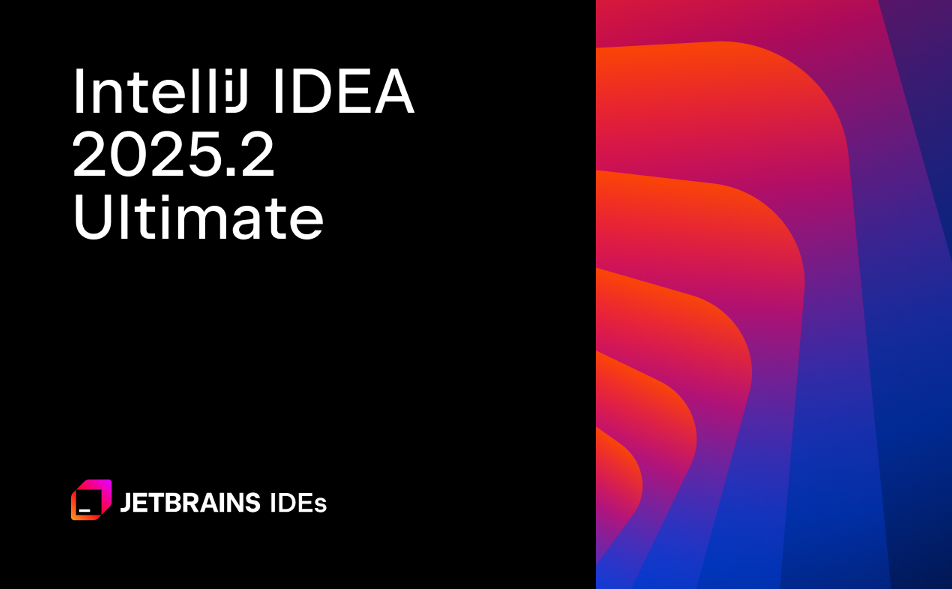 IntelliJ IDEA
2025.2
Ultimate
JETBRAINS IDEs